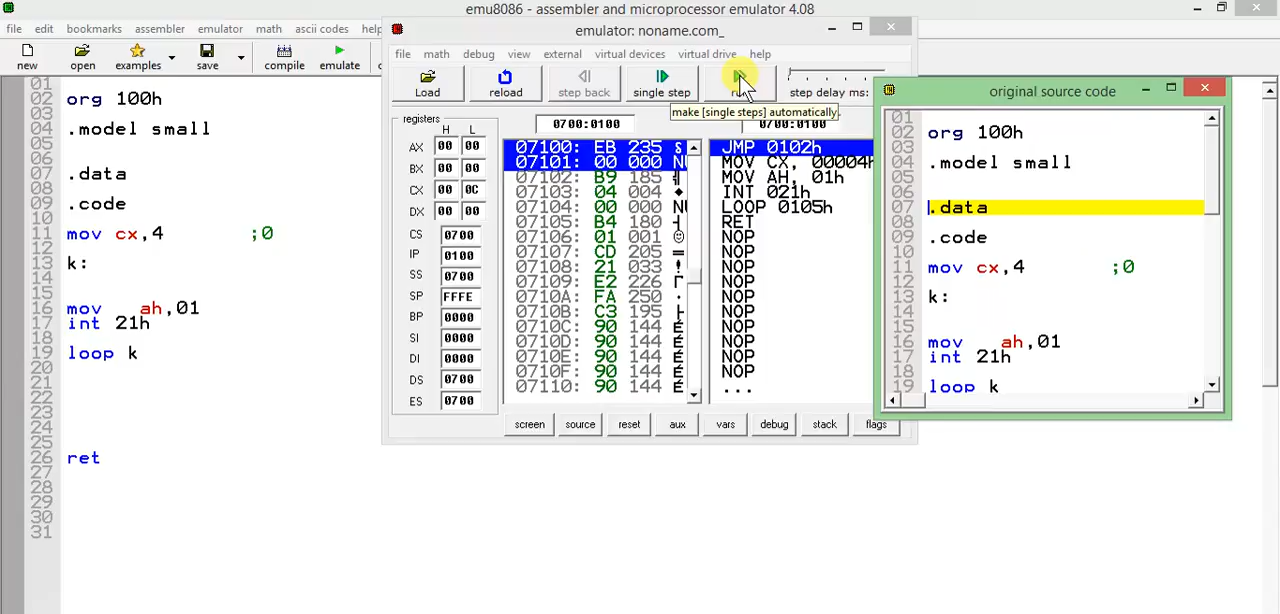 emu8086 - assembler and microprocessor emulator 4.08
file edit bookmarks assembler emulator math ascii codes help
new open examples save compile emulate
01
02 org 100h
03
04 .model small
05
06
07 .data
08
09 .code
10
11 mov cx,4 ;0
12
13 k:
14
15
16 mov ah,01
17 int 21h
18
19 loop k
20
21
22
23
24
25
26 ret
27
28
29
30
31
emulator: noname.com_
file math debug view external virtual devices virtual drive help
Load reload step back single step step delay ms:
make [single steps] automatically
registers
H L
AX 00 00
BX 00 00
CX 00 0C
DX 00 00
CS 0700
IP 0100
SS 0700
SP FFFE
BP 0000
SI 0000
DI 0000
DS 0700
ES 0700
0700:0100
07100: EB 235 §
07101: 00 000 NU
07102: B9 185 ╣
07103: 04 004 ♦
07104: 00 000 NU
07105: B4 180 ┤
07106: 01 001 ☺
07107: CD 205 =
07108: 21 033 !
07109: E2 226 Γ
0710A: FA 250 ·
0710B: C3 195 ├
0710C: 90 144 É
0710D: 90 144 É
0710E: 90 144 É
0710F: 90 144 É
07110: 90 144 É
0700:0100
JMP 0102h
MOV CX, 00004h
MOV AH, 01h
INT 021h
LOOP 0105h
RET
NOP
NOP
NOP
NOP
NOP
NOP
NOP
NOP
NOP
NOP
...
screen source reset aux vars debug stack flags
original source code
01
02 org 100h
03
04 .model small
05
06
07 .data
08
09 .code
10
11 mov cx,4 ;0
12
13 k:
14
15
16 mov ah,01
17 int 21h
18
19 loop k